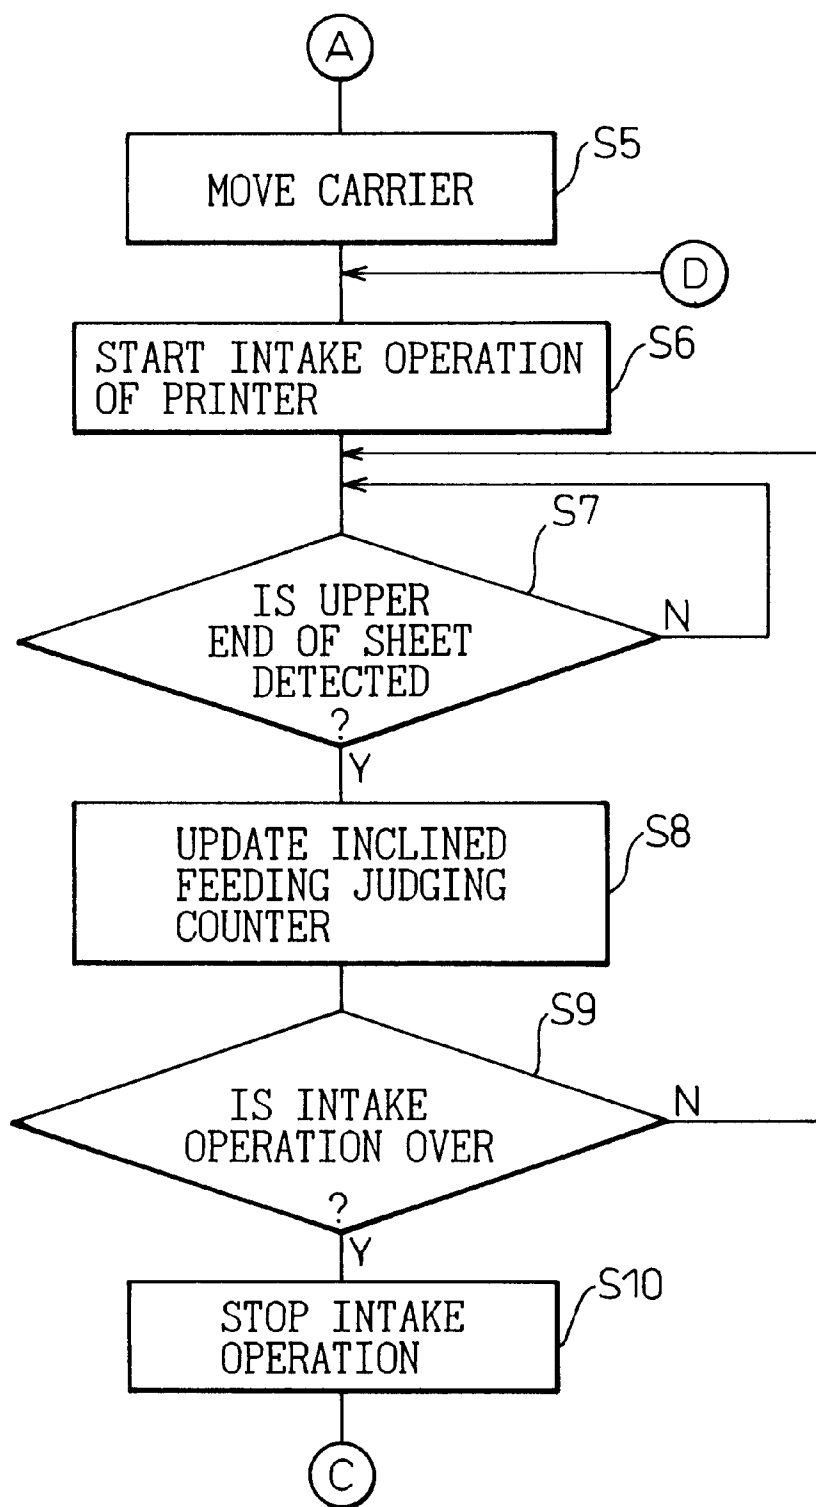 A
S5
MOVE CARRIER
D
S6
START INTAKE OPERATION
OF PRINTER
S7
IS UPPER
END OF SHEET
DETECTED
?
N
Y
S8
UPDATE INCLINED
FEEDING JUDGING
COUNTER
S9
IS INTAKE
OPERATION OVER
?
N
Y
S10
STOP INTAKE
OPERATION
C